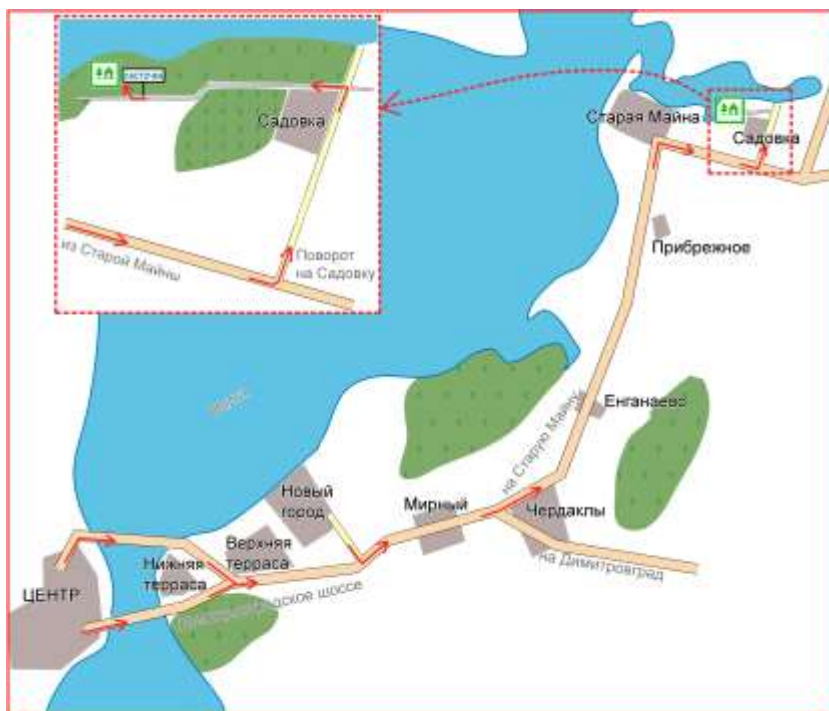 Садовка
из Старой Майны
Поворот
на Садовку
Старая Майна
Садовка
Прибрежное
Енганаево
на Старую Майну
Новый
город
Мирный
Чердаклы
Верхняя
терраса
Нижняя
терраса
на Димитровград
ЦЕНТР
шоссе